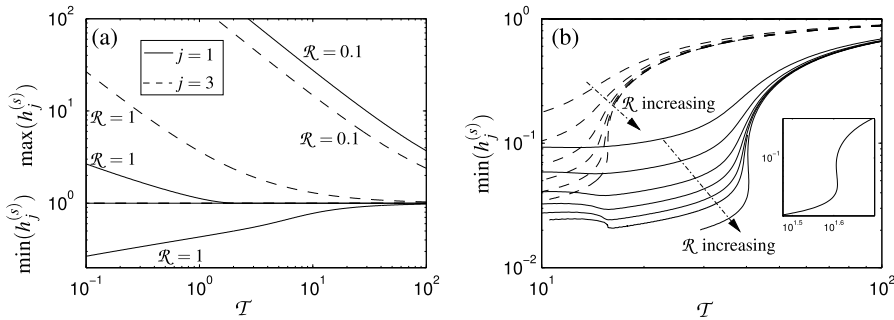 (a)
j = 1
j = 3
ℛ = 0.1
ℛ = 0.1
ℛ = 1
ℛ = 1
ℛ = 1
10^2
10^1
10^0
max(h_j^(s))
min(h_j^(s))
10^-1 10^0 10^1 10^2
𝒯
(b)
ℛ increasing
ℛ increasing
10^0
10^-1
10^-2
min(h_j^(s))
10^1 10^2
𝒯
10^-1
10^1.5 10^1.6